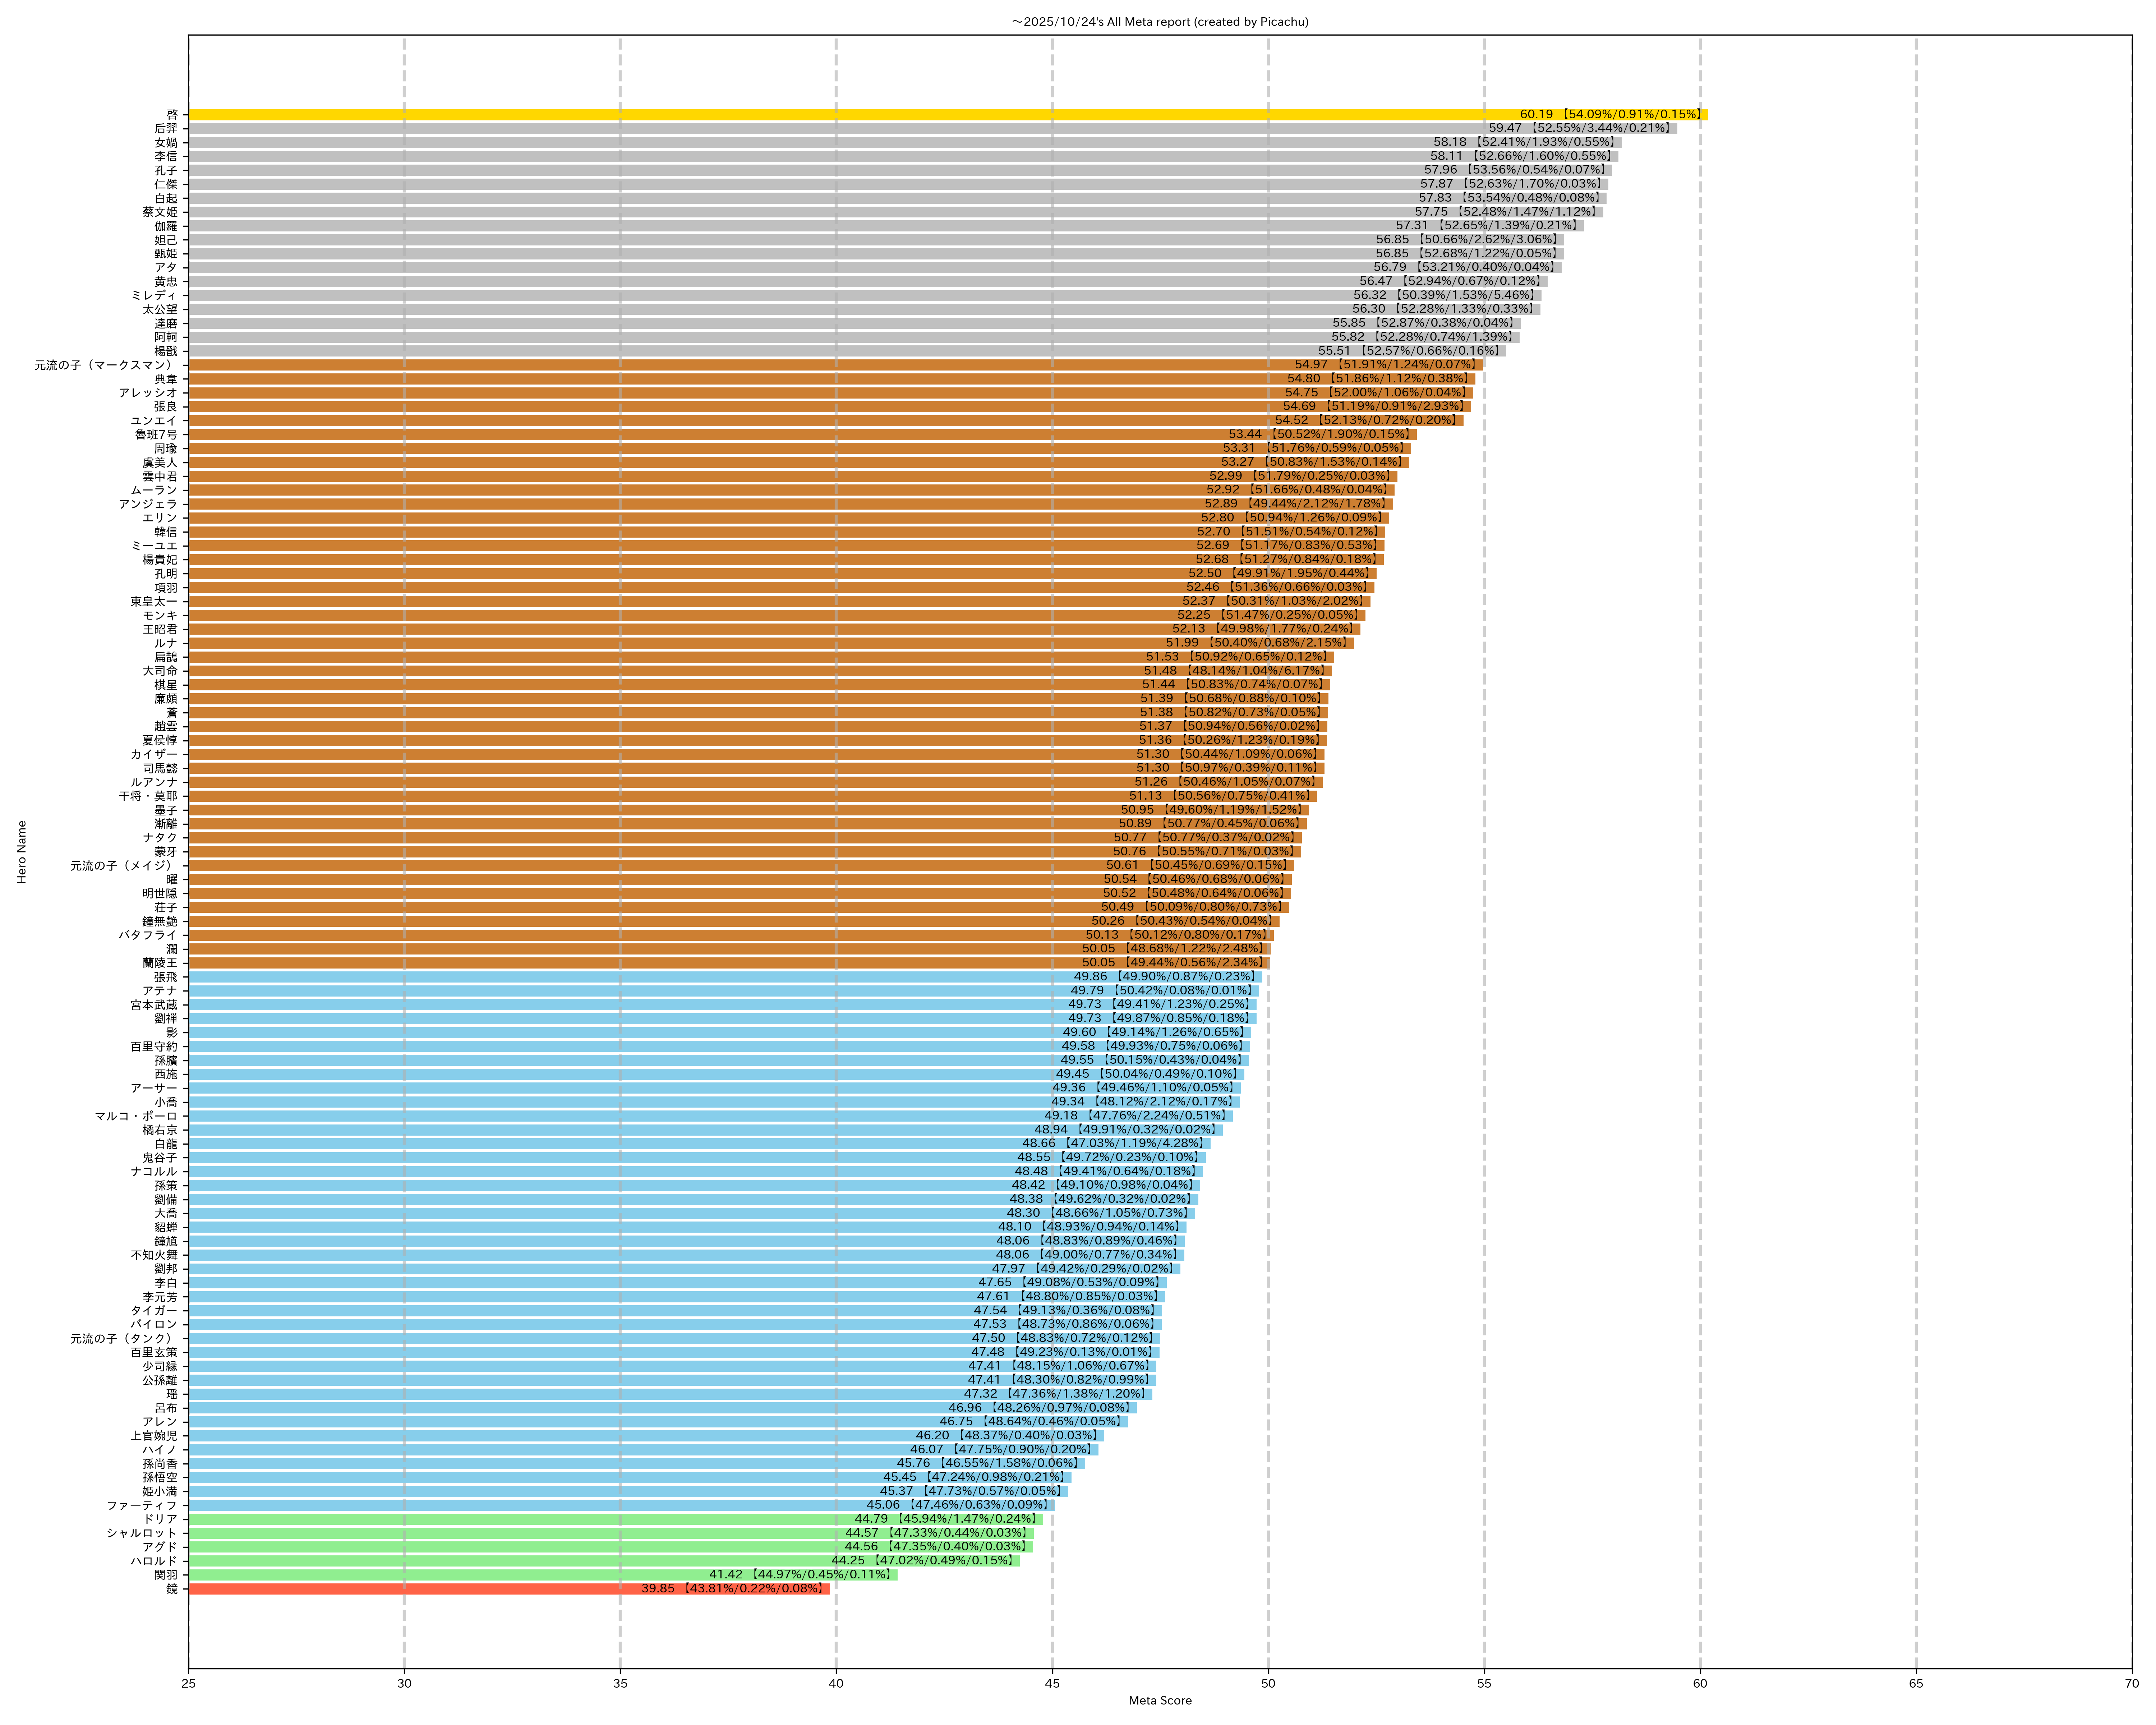 ～2025/10/24's All Meta report (created by Picachu)
啓 60.19 【54.09%/0.91%/0.15%】
后羿 59.47 【52.55%/3.44%/0.21%】
女媧 58.18 【52.41%/1.93%/0.55%】
李信 58.11 【52.66%/1.60%/0.55%】
孔子 57.96 【53.56%/0.54%/0.07%】
仁傑 57.87 【52.63%/1.70%/0.03%】
白起 57.83 【53.54%/0.48%/0.08%】
蔡文姫 57.75 【52.48%/1.47%/1.12%】
伽羅 57.31 【52.65%/1.39%/0.21%】
妲己 56.85 【50.66%/2.62%/3.06%】
甄姫 56.85 【52.68%/1.22%/0.05%】
アタ 56.79 【53.21%/0.40%/0.04%】
黄忠 56.47 【52.94%/0.67%/0.12%】
ミレディ 56.32 【50.39%/1.53%/5.46%】
太公望 56.30 【52.28%/1.33%/0.33%】
達磨 55.85 【52.87%/0.38%/0.04%】
阿軻 55.82 【52.28%/0.74%/1.39%】
楊戩 55.51 【52.57%/0.66%/0.16%】
元流の子（マークスマン） 54.97 【51.91%/1.24%/0.07%】
典韋 54.80 【51.86%/1.12%/0.38%】
アレッシオ 54.75 【52.00%/1.06%/0.04%】
張良 54.69 【51.19%/0.91%/2.93%】
ユンエイ 54.52 【52.13%/0.72%/0.20%】
魯班7号 53.44 【50.52%/1.90%/0.15%】
周瑜 53.31 【51.76%/0.59%/0.05%】
虞美人 53.27 【50.83%/1.53%/0.14%】
雲中君 52.99 【51.79%/0.25%/0.03%】
ムーラン 52.92 【51.66%/0.48%/0.04%】
アンジェラ 52.89 【49.44%/2.12%/1.78%】
エリン 52.80 【50.94%/1.26%/0.09%】
韓信 52.70 【51.51%/0.54%/0.12%】
ミーユエ 52.69 【51.17%/0.83%/0.53%】
楊貴妃 52.68 【51.27%/0.84%/0.18%】
孔明 52.50 【49.91%/1.95%/0.44%】
項羽 52.46 【51.36%/0.66%/0.03%】
東皇太一 52.37 【50.31%/1.03%/2.02%】
モンキ 52.25 【51.47%/0.25%/0.05%】
王昭君 52.13 【49.98%/1.77%/0.24%】
ルナ 51.99 【50.40%/0.68%/2.15%】
扁鵲 51.53 【50.92%/0.65%/0.12%】
大司命 51.48 【48.14%/1.04%/6.17%】
棋星 51.44 【50.83%/0.74%/0.07%】
廉頗 51.39 【50.68%/0.88%/0.10%】
蒼 51.38 【50.82%/0.73%/0.05%】
趙雲 51.37 【50.94%/0.56%/0.02%】
夏侯惇 51.36 【50.26%/1.23%/0.19%】
カイザー 51.30 【50.44%/1.09%/0.06%】
司馬懿 51.30 【50.97%/0.39%/0.11%】
ルアンナ 51.26 【50.46%/1.05%/0.07%】
干将・莫耶 51.13 【50.56%/0.75%/0.41%】
墨子 50.95 【49.60%/1.19%/1.52%】
漸離 50.89 【50.77%/0.45%/0.06%】
ナタク 50.77 【50.77%/0.37%/0.02%】
蒙牙 50.76 【50.55%/0.71%/0.03%】
元流の子（メイジ） 50.61 【50.45%/0.69%/0.15%】
曜 50.54 【50.46%/0.68%/0.06%】
明世隠 50.52 【50.48%/0.64%/0.06%】
荘子 50.49 【50.09%/0.80%/0.73%】
鐘無艶 50.26 【50.43%/0.54%/0.04%】
バタフライ 50.13 【50.12%/0.80%/0.17%】
瀾 50.05 【48.68%/1.22%/2.48%】
蘭陵王 50.05 【49.44%/0.56%/2.34%】
張飛 49.86 【49.90%/0.87%/0.23%】
アテナ 49.79 【50.42%/0.08%/0.01%】
宮本武蔵 49.73 【49.41%/1.23%/0.25%】
劉禅 49.73 【49.87%/0.85%/0.18%】
影 49.60 【49.14%/1.26%/0.65%】
百里守約 49.58 【49.93%/0.75%/0.06%】
孫臏 49.55 【50.15%/0.43%/0.04%】
西施 49.45 【50.04%/0.49%/0.10%】
アーサー 49.36 【49.46%/1.10%/0.05%】
小喬 49.34 【48.12%/2.12%/0.17%】
マルコ・ポーロ 49.18 【47.76%/2.24%/0.51%】
橘右京 48.94 【49.91%/0.32%/0.02%】
白龍 48.66 【47.03%/1.19%/4.28%】
鬼谷子 48.55 【49.72%/0.23%/0.10%】
ナコルル 48.48 【49.41%/0.64%/0.18%】
孫策 48.42 【49.10%/0.98%/0.04%】
劉備 48.38 【49.62%/0.32%/0.02%】
大喬 48.30 【48.66%/1.05%/0.73%】
貂蝉 48.10 【48.93%/0.94%/0.14%】
鐘馗 48.06 【48.83%/0.89%/0.46%】
不知火舞 48.06 【49.00%/0.77%/0.34%】
劉邦 47.97 【49.42%/0.29%/0.02%】
李白 47.65 【49.08%/0.53%/0.09%】
李元芳 47.61 【48.80%/0.85%/0.03%】
タイガー 47.54 【49.13%/0.36%/0.08%】
バイロン 47.53 【48.73%/0.86%/0.06%】
元流の子（タンク） 47.50 【48.83%/0.72%/0.12%】
百里玄策 47.48 【49.23%/0.13%/0.01%】
少司縁 47.41 【48.15%/1.06%/0.67%】
公孫離 47.41 【48.30%/0.82%/0.99%】
瑶 47.32 【47.36%/1.38%/1.20%】
呂布 46.96 【48.26%/0.97%/0.08%】
アレン 46.75 【48.64%/0.46%/0.05%】
上官婉児 46.20 【48.37%/0.40%/0.03%】
ハイノ 46.07 【47.75%/0.90%/0.20%】
孫尚香 45.76 【46.55%/1.58%/0.06%】
孫悟空 45.45 【47.24%/0.98%/0.21%】
姫小満 45.37 【47.73%/0.57%/0.05%】
ファーティフ 45.06 【47.46%/0.63%/0.09%】
ドリア 44.79 【45.94%/1.47%/0.24%】
シャルロット 44.57 【47.33%/0.44%/0.03%】
アグド 44.56 【47.35%/0.40%/0.03%】
ハロルド 44.25 【47.02%/0.49%/0.15%】
関羽 41.42 【44.97%/0.45%/0.11%】
鏡 39.85 【43.81%/0.22%/0.08%】
Hero Name
25 30 35 40 45 50 55 60 65 70
Meta Score